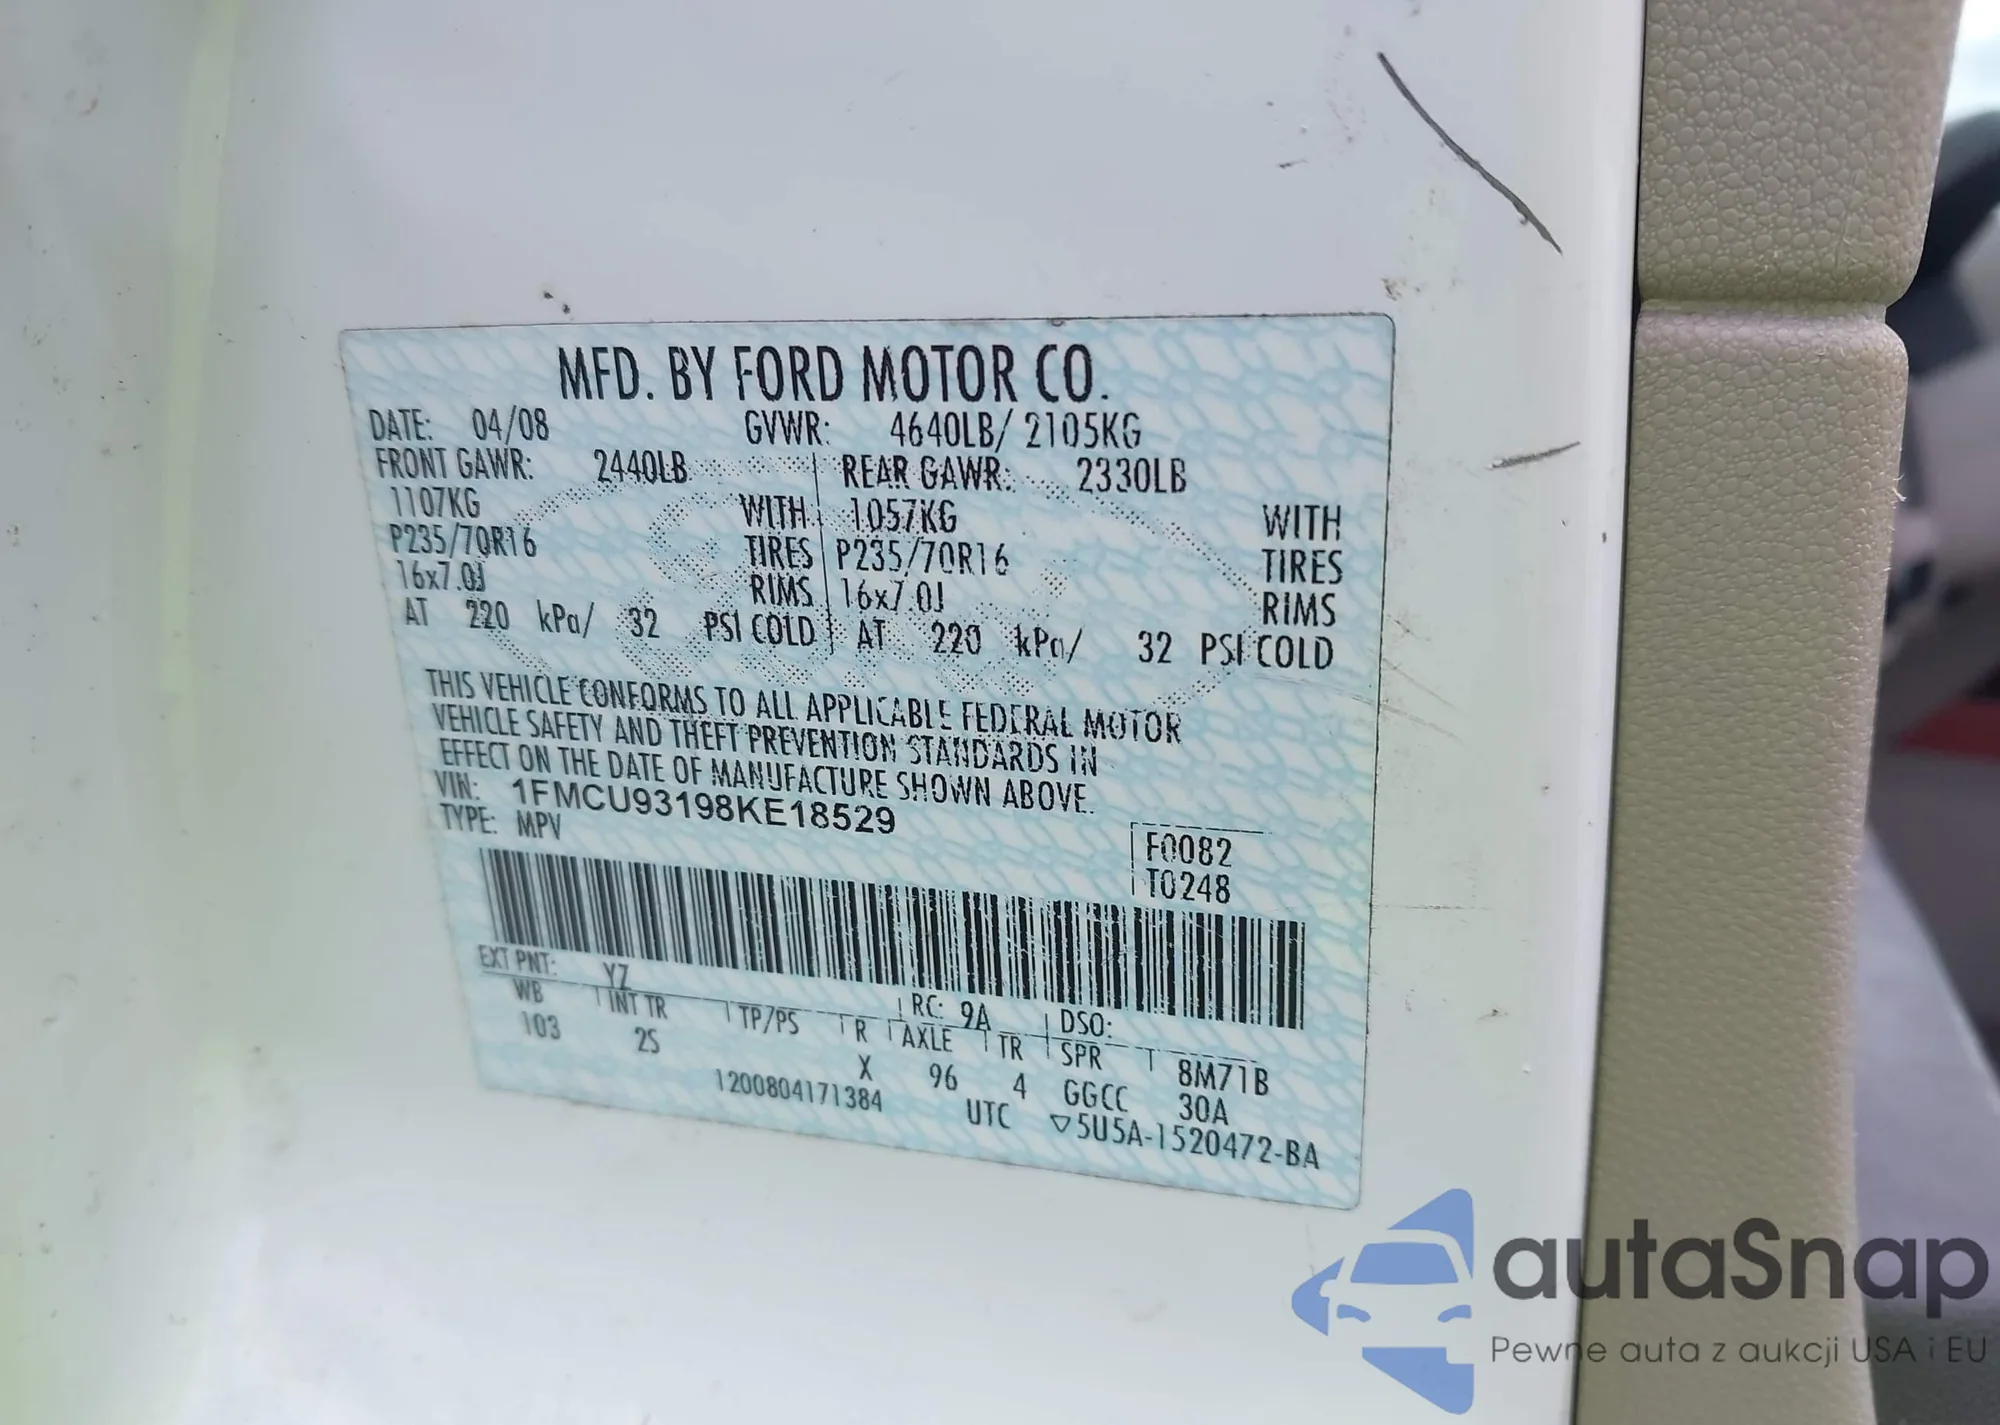 MFD. BY FORD MOTOR CO.
DATE: 04/08 GVWR: 4640LB/ 2105KG
FRONT GAWR: 2440LB REAR GAWR: 2330LB
1107KG WITH 1057KG WITH
P235/70R16 TIRES P235/70R16 TIRES
16x7.0J RIMS 16x7.0J RIMS
AT 220 kPa/ 32 PSI COLD AT 220 kPa/ 32 PSI COLD
THIS VEHICLE CONFORMS TO ALL APPLICABLE FEDERAL MOTOR
VEHICLE SAFETY AND THEFT PREVENTION STANDARDS IN
EFFECT ON THE DATE OF MANUFACTURE SHOWN ABOVE.
VIN: 1FMCU93198KE18529
TYPE: MPV
F0082
T0248
EXT PNT: YZ RC: 9A DSO:
WB INT TR TP/PS R AXLE TR SPR 8M71B
103 2S X 96 4 GGCC 30A
1200804171384 UTC ▽5U5A-1520472-BA
autaSnap
Pewne auta z aukcji USA i EU